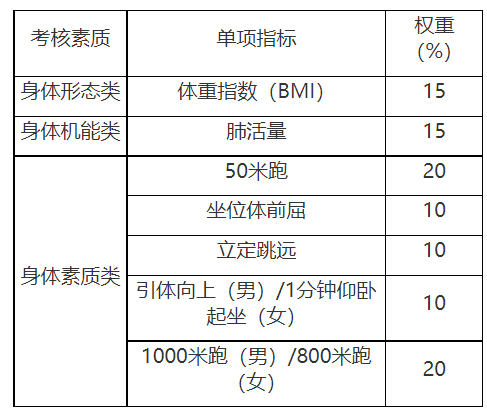 考核素质 单项指标 权重
（%）
身体形态类 体重指数（BMI） 15
身体机能类 肺活量 15
身体素质类
50米跑 20
坐位体前屈 10
立定跳远 10
引体向上（男）/1分钟仰卧
起坐（女） 10
1000米跑（男）/800米跑
（女） 20